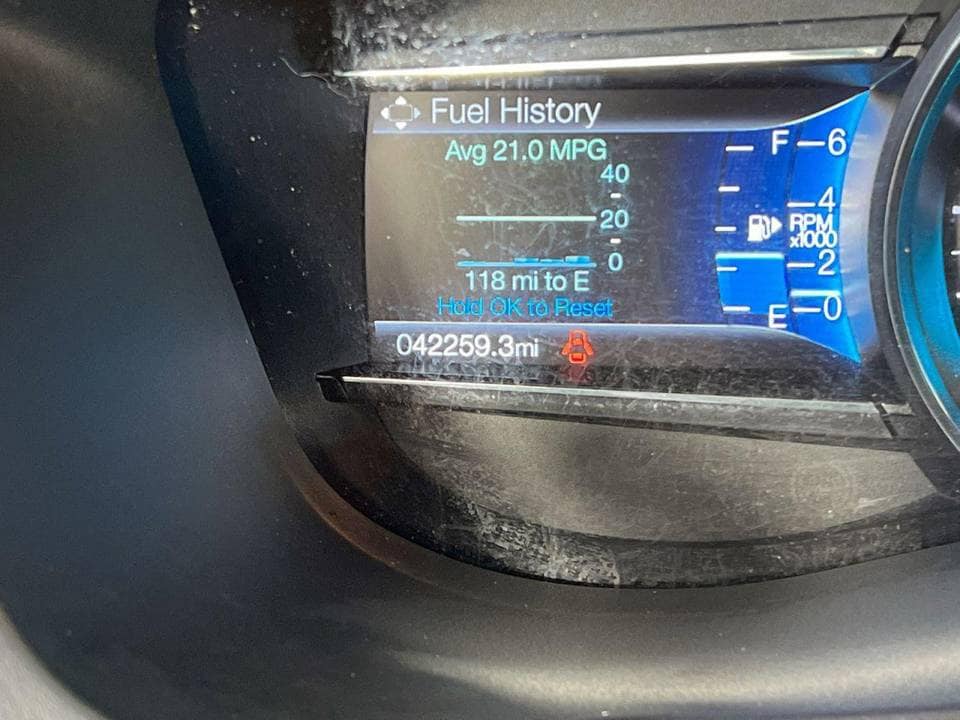 Fuel History
Avg 21.0 MPG
40
20
0
118 mi to E
Hold OK to Reset
042259.3mi
F
E
6
4
RPM
x1000
2
0